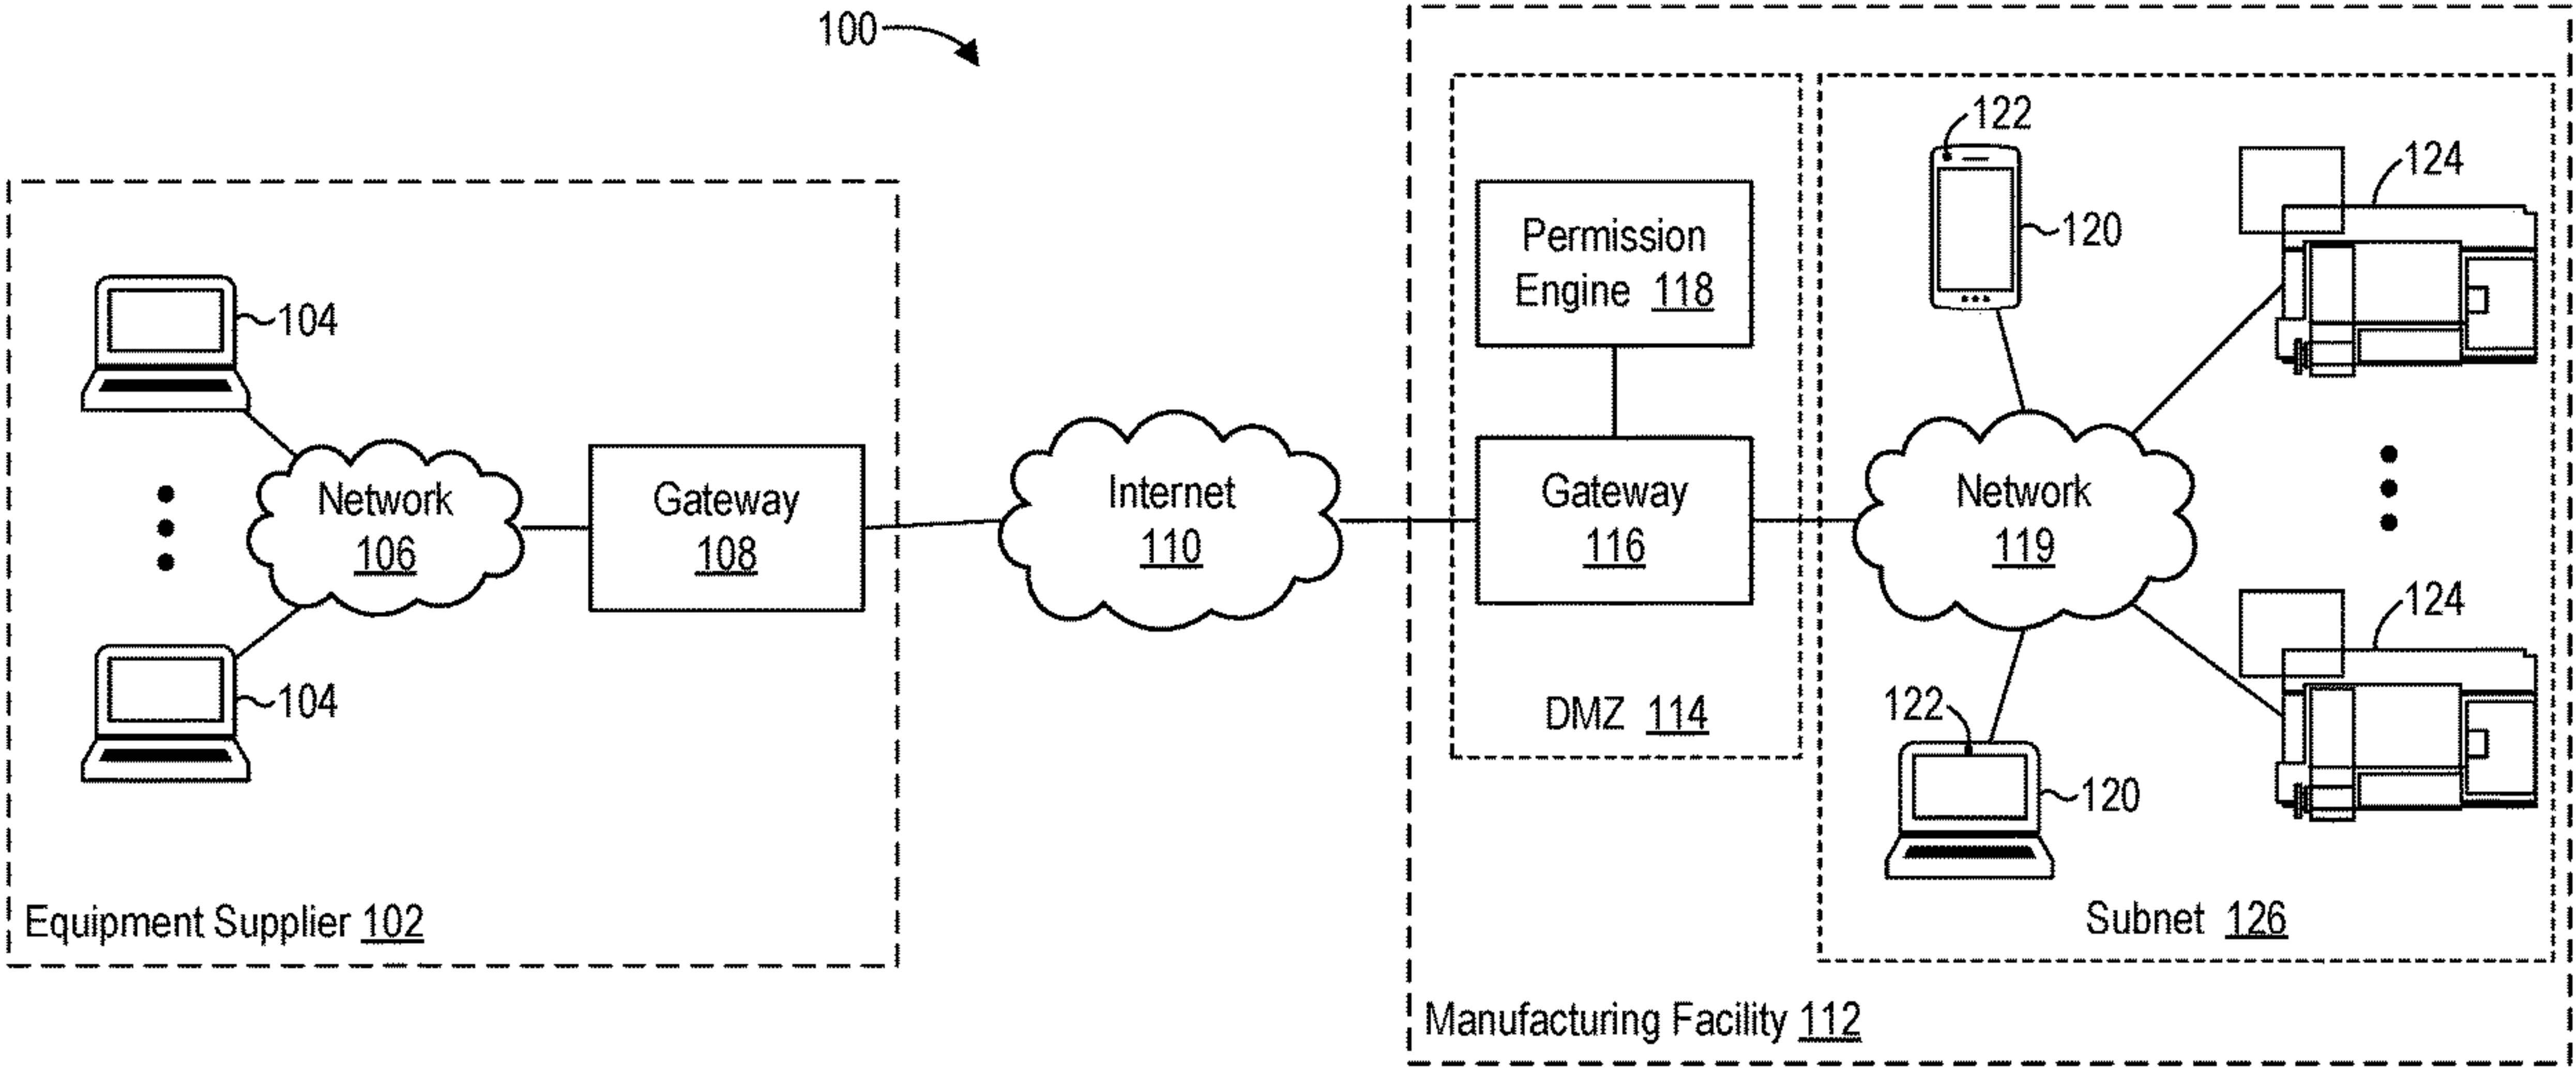 100
104
Network
106
Gateway
108
104
Equipment Supplier 102
Internet
110
Permission
Engine 118
Gateway
116
DMZ 114
122
120
124
Network
119
124
122
120
Subnet 126
Manufacturing Facility 112